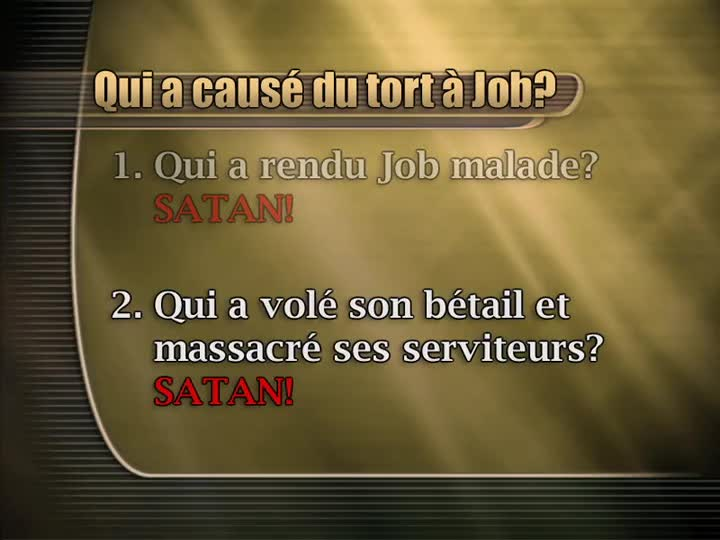 Qui a causé du tort à Job?
1. Qui a rendu Job malade?
SATAN!
2. Qui a volé son bétail et
massacré ses serviteurs?
SATAN!